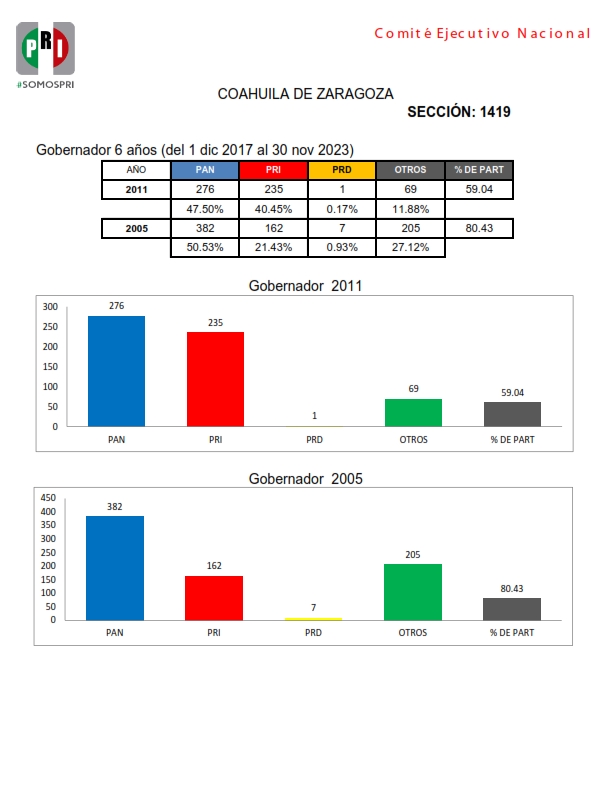 Comité Ejecutivo Nacional
PRI
#SOMOSPRI
COAHUILA DE ZARAGOZA
SECCIÓN: 1419
Gobernador 6 años (del 1 dic 2017 al 30 nov 2023)
AÑO PAN PRI PRD OTROS % DE PART
2011 276 235 1 69 59.04
47.50% 40.45% 0.17% 11.88%
2005 382 162 7 205 80.43
50.53% 21.43% 0.93% 27.12%
Gobernador 2011
300
250
200
150
100
50
0
276
235
1
69
59.04
PAN PRI PRD OTROS % DE PART
Gobernador 2005
450
400
350
300
250
200
150
100
50
0
382
162
7
205
80.43
PAN PRI PRD OTROS % DE PART